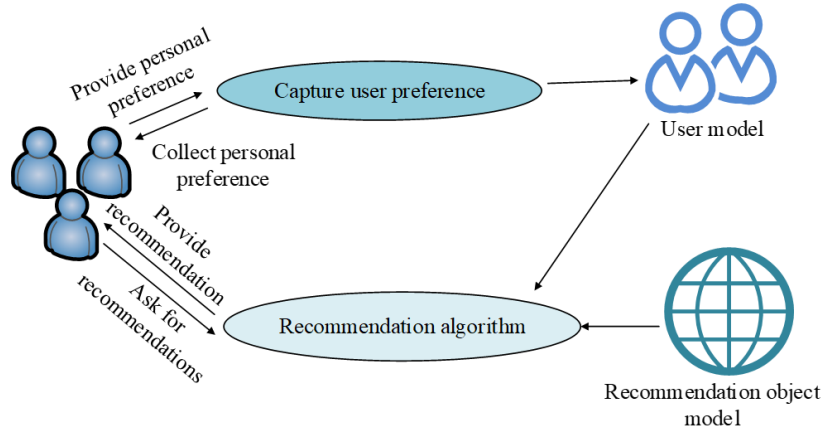 Provide personal
preference
Capture user preference
User model
Collect personal
preference
Provide
recommendation
Ask for
recommendations
Recommendation algorithm
Recommendation object
model